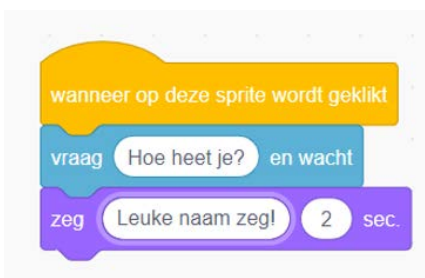 wanneer op deze sprite wordt geklikt
vraag Hoe heet je? en wacht
zeg Leuke naam zeg! 2 sec.